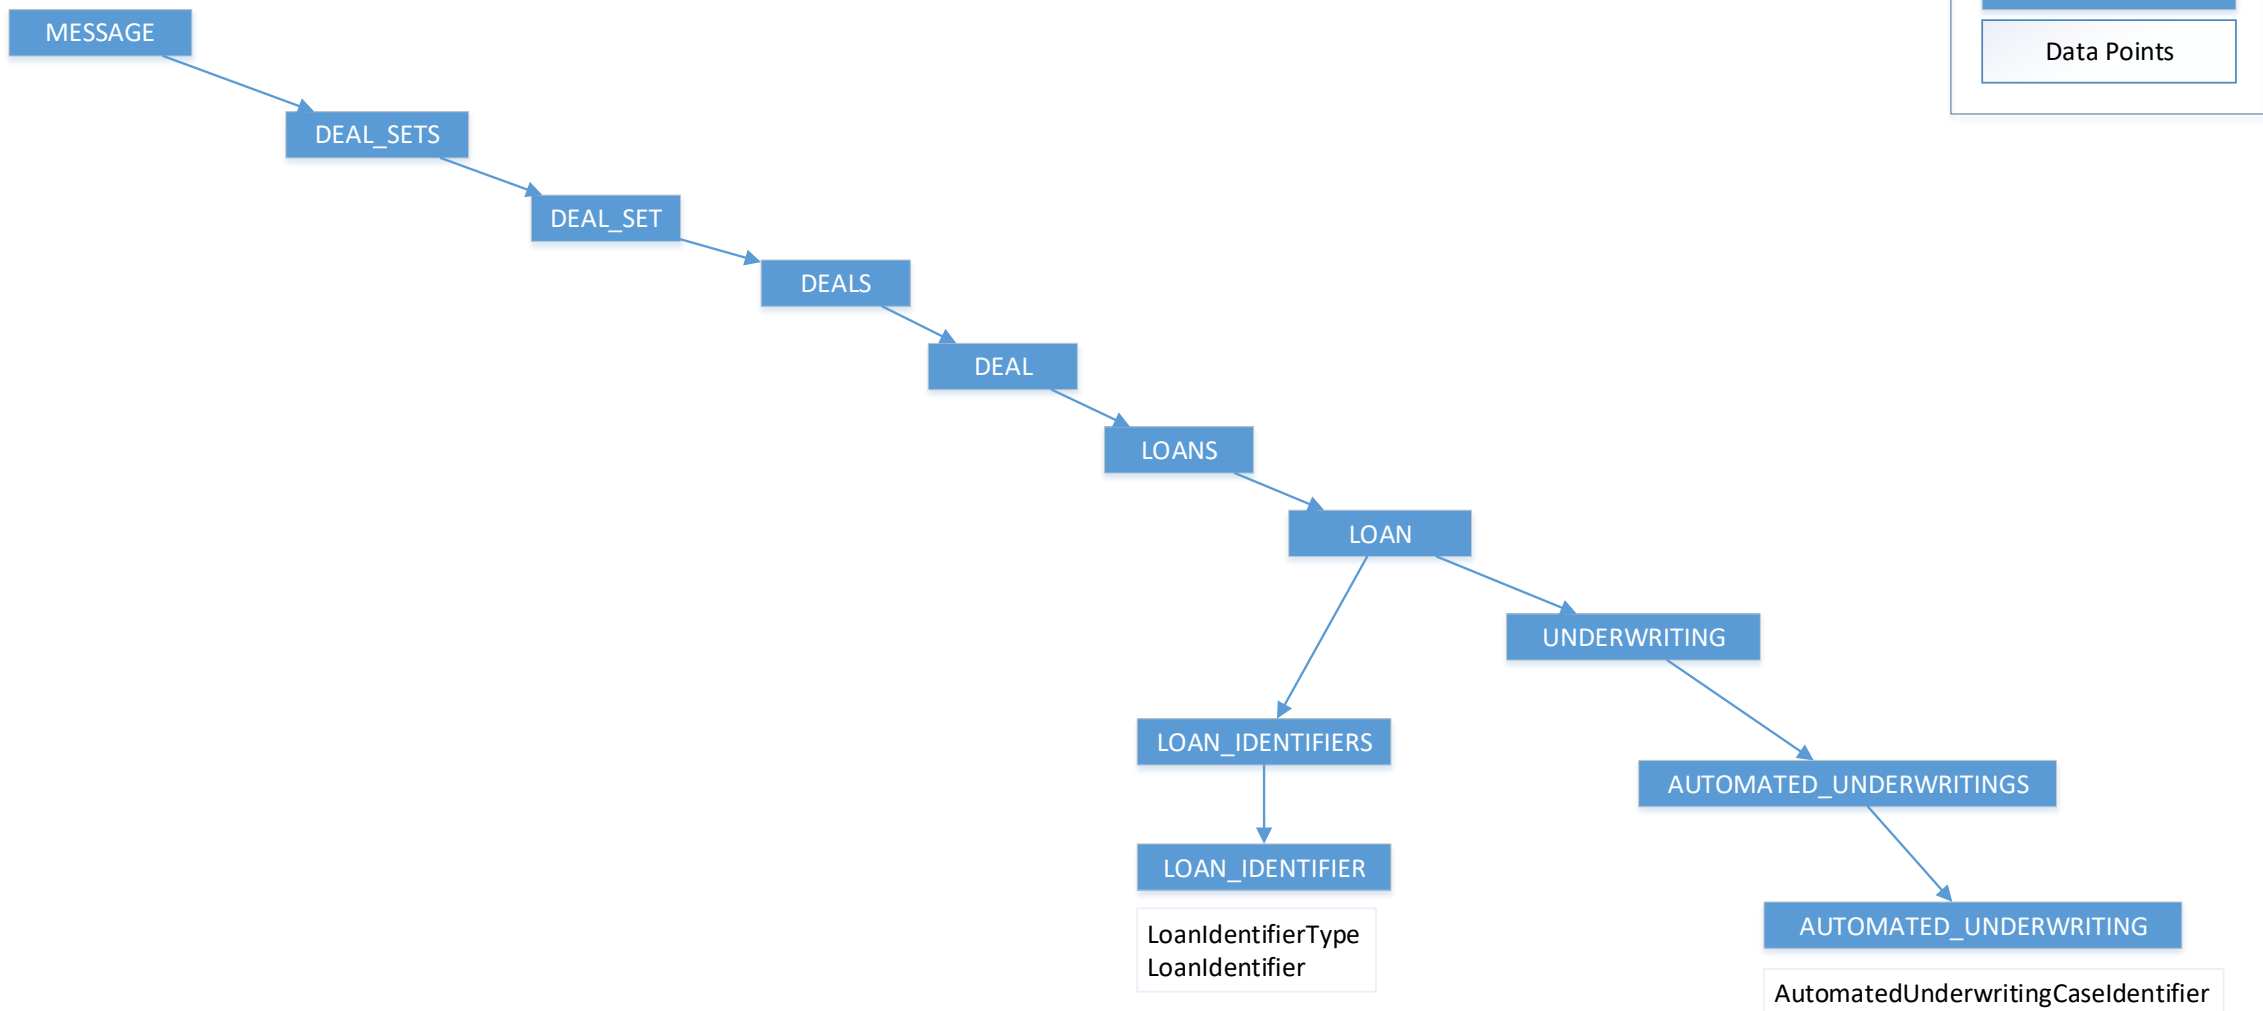 MESSAGE
Data Points
DEAL_SETS
DEAL_SET
DEALS
DEAL
LOANS
LOAN
UNDERWRITING
LOAN_IDENTIFIERS
AUTOMATED_UNDERWRITINGS
LOAN_IDENTIFIER
LoanIdentifierType
LoanIdentifier
AUTOMATED_UNDERWRITING
AutomatedUnderwritingCaseIdentifier